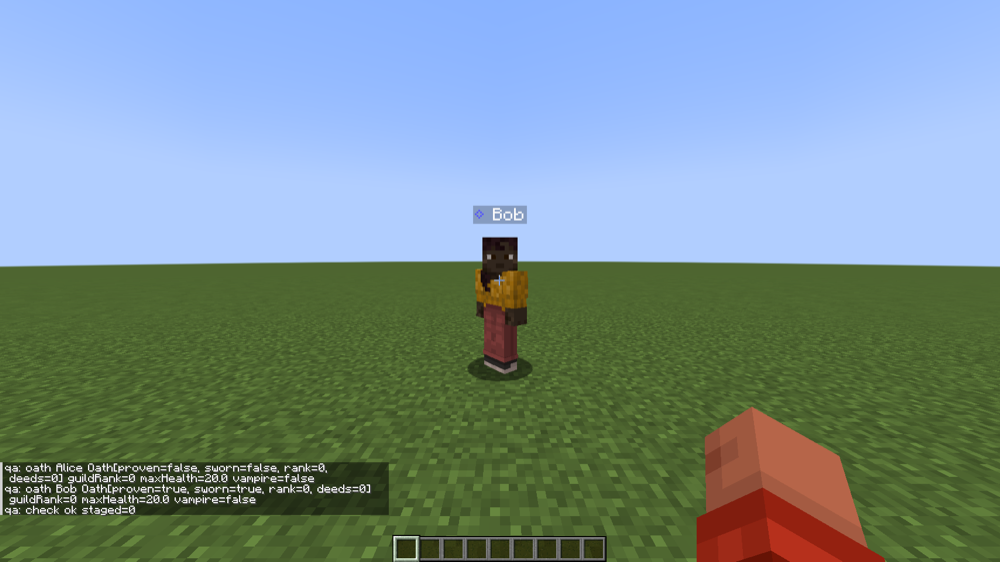 ⟡ Bob
qa: oath Alice Oath[proven=false, sworn=false, rank=0,
deeds=0] guildRank=0 maxHealth=20.0 vampire=false
qa: oath Bob Oath[proven=true, sworn=true, rank=0, deeds=0]
guildRank=0 maxHealth=20.0 vampire=false
qa: check ok staged=0